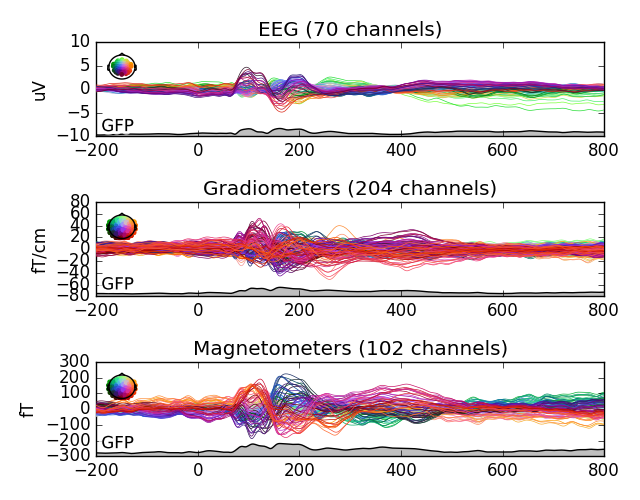 EEG (70 channels)
10
5
0
−5
−10
uV
GFP
−200 0 200 400 600 800
Gradiometers (204 channels)
80
60
40
20
0
−20
−40
−60
−80
fT/cm
GFP
−200 0 200 400 600 800
Magnetometers (102 channels)
300
200
100
0
−100
−200
−300
fT
GFP
−200 0 200 400 600 800